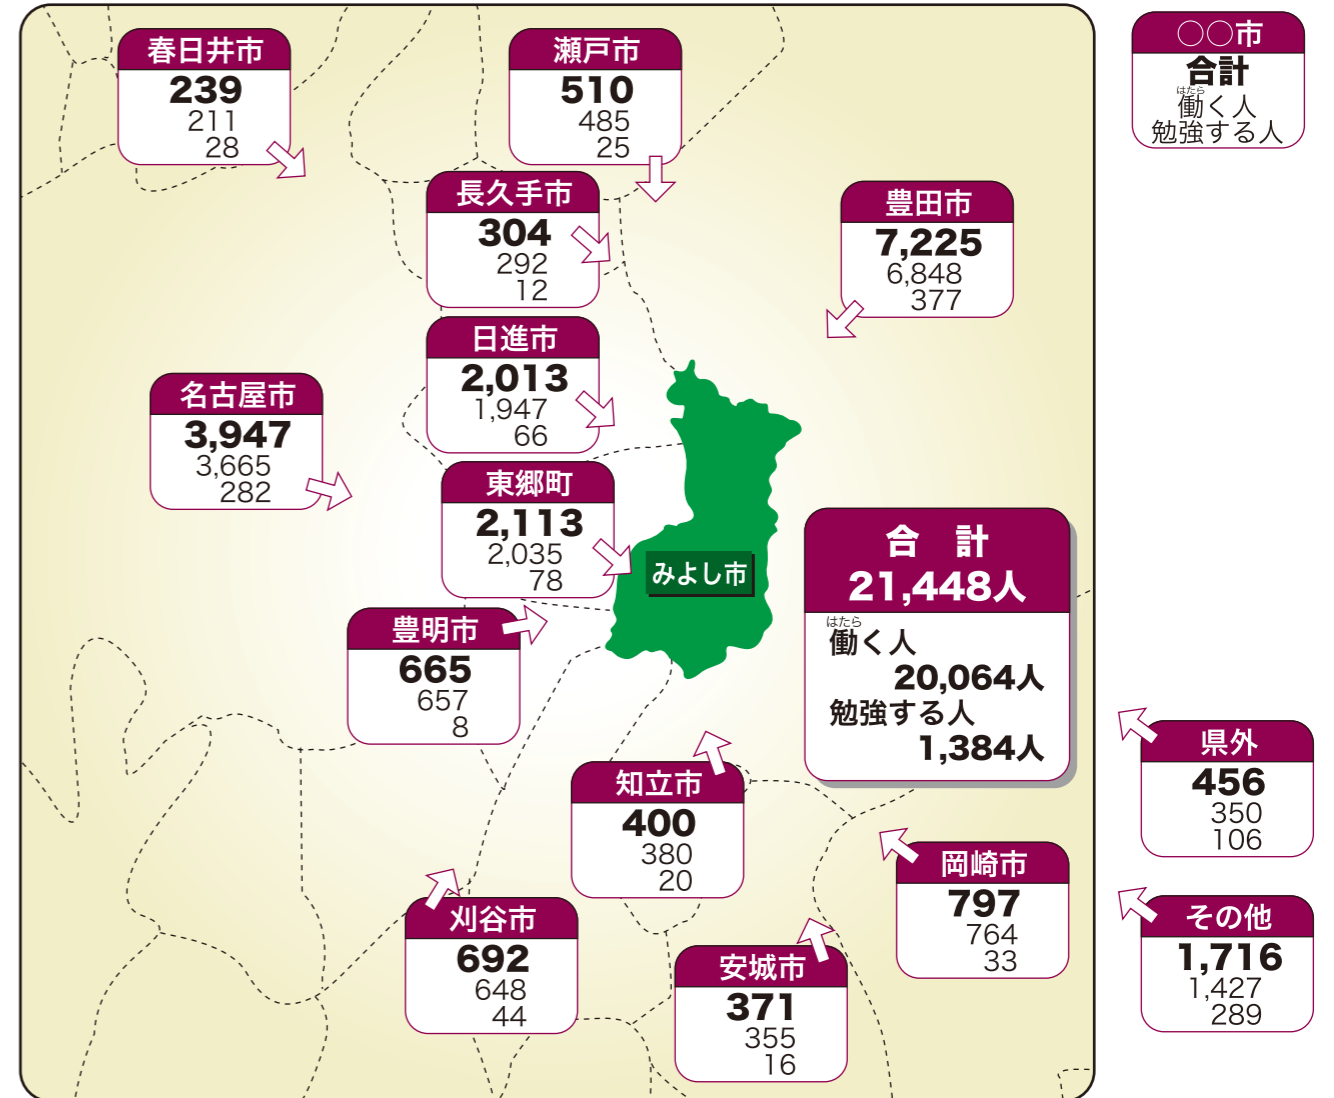 春日井市
239
211
28
瀬戸市
510
485
25
○○市
合計
はたら
働く人
勉強する人
長久手市
304
292
12
豊田市
7,225
6,848
377
日進市
2,013
1,947
66
名古屋市
3,947
3,665
282
東郷町
2,113
2,035
78
みよし市
合　計
21,448人
はたら
働く人
20,064人
勉強する人
1,384人
豊明市
665
657
8
知立市
400
380
20
県外
456
350
106
岡崎市
797
764
33
刈谷市
692
648
44
安城市
371
355
16
その他
1,716
1,427
289